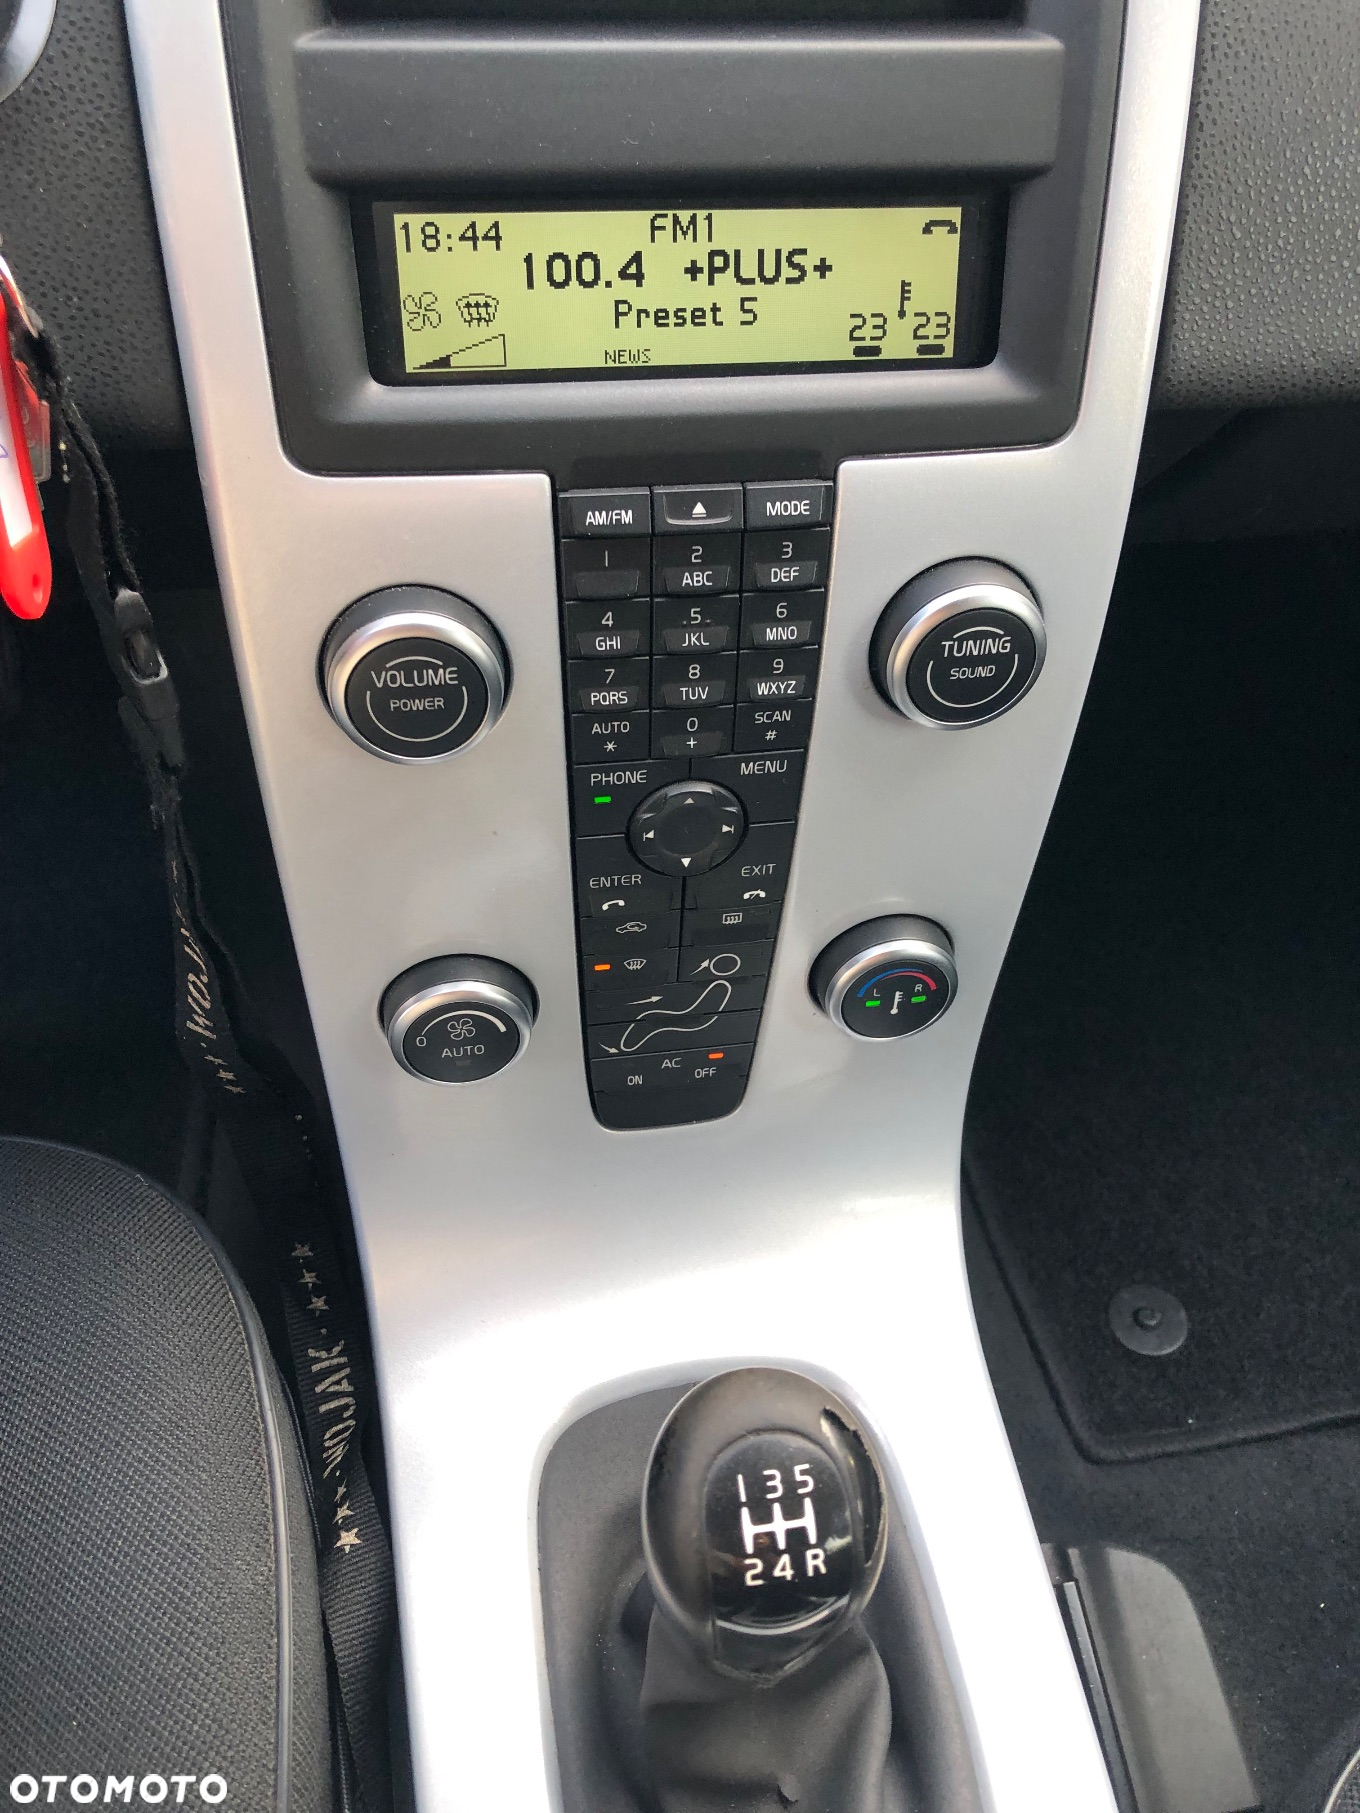 18:44 FM1
100.4 +PLUS+
Preset 5
23 23
NEWS
AM/FM MODE
1 2 3
ABC DEF
4 5 6
GHI JKL MNO
7 8 9
PQRS TUV WXYZ
AUTO 0 SCAN
* + #
VOLUME
POWER
TUNING
SOUND
PHONE MENU
ENTER EXIT
0
AUTO
L R
AC
ON OFF
WOJAK
WOJAK
1 3 5
2 4 R
OTOMOTO